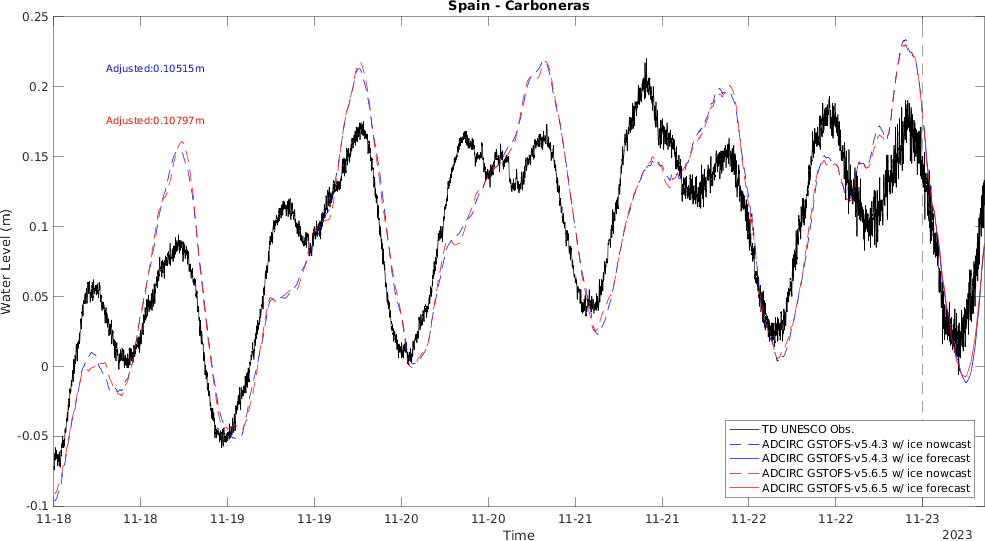 Spain - Carboneras
0.25
0.2
0.15
0.1
0.05
0
-0.05
-0.1
Water Level (m)
Adjusted:0.10515m
Adjusted:0.10797m
TD UNESCO Obs.
ADCIRC GSTOFS-v5.4.3 w/ ice nowcast
ADCIRC GSTOFS-v5.4.3 w/ ice forecast
ADCIRC GSTOFS-v5.6.5 w/ ice nowcast
ADCIRC GSTOFS-v5.6.5 w/ ice forecast
11-18 11-18 11-19 11-19 11-20 11-20 11-21 11-21 11-22 11-22 11-23
Time
2023